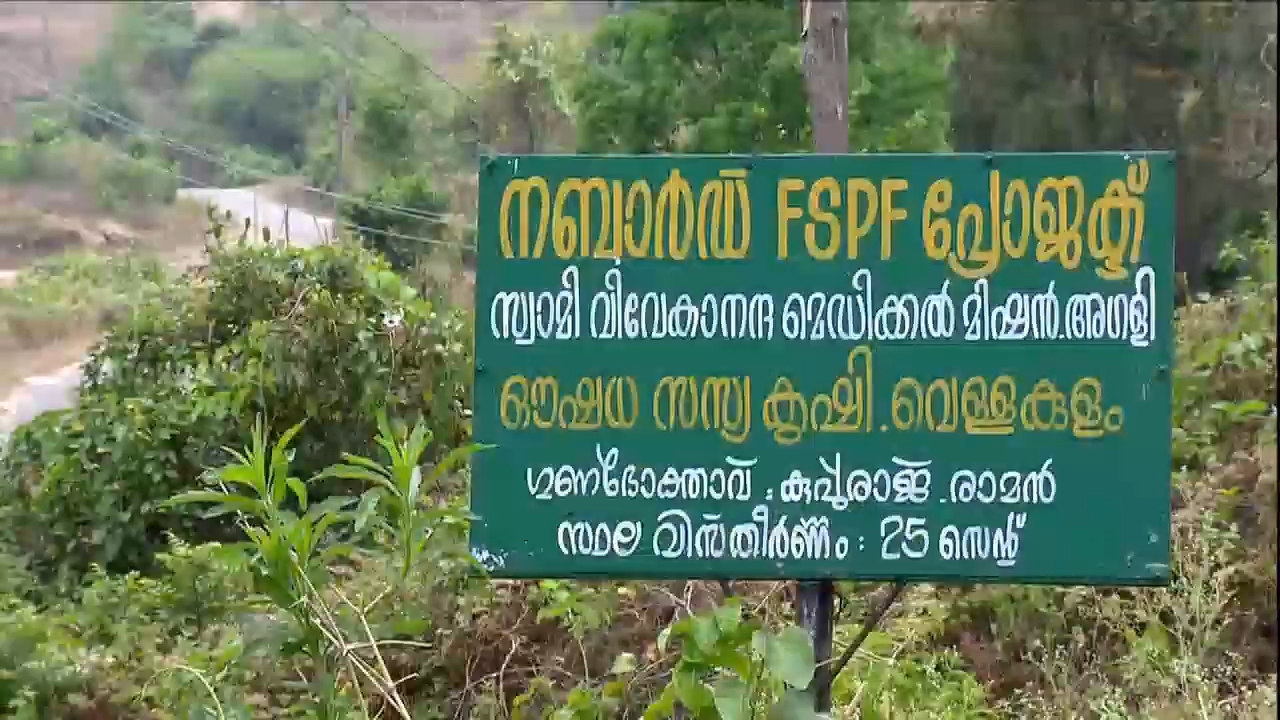 നബാർഡ് FSPF പ്രോജക്ട്
സ്വാമി വിവേകാനന്ദ മെഡിക്കൽ മിഷൻ.അഗളി
ഔഷധ സസ്യ കൃഷി.വെള്ളകുളം
ഗുണഭോക്താവ് : കുപ്പുരാജ് .രാമൻ
സ്ഥല വിസ്തീർണ്ണം : 25 സെന്റ്